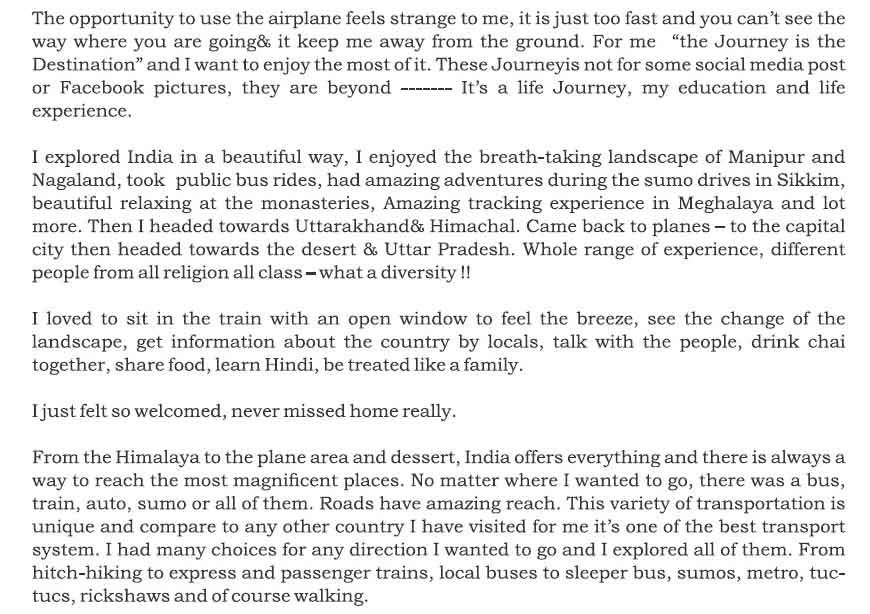 The opportunity to use the airplane feels strange to me, it is just too fast and you can't see the
way where you are going& it keep me away from the ground. For me “the Journey is the
Destination” and I want to enjoy the most of it. These Journeyis not for some social media post
or Facebook pictures, they are beyond ------- It's a life Journey, my education and life
experience.
I explored India in a beautiful way, I enjoyed the breath-taking landscape of Manipur and
Nagaland, took public bus rides, had amazing adventures during the sumo drives in Sikkim,
beautiful relaxing at the monasteries, Amazing tracking experience in Meghalaya and lot
more. Then I headed towards Uttarakhand& Himachal. Came back to planes – to the capital
city then headed towards the desert & Uttar Pradesh. Whole range of experience, different
people from all religion all class – what a diversity !!
I loved to sit in the train with an open window to feel the breeze, see the change of the
landscape, get information about the country by locals, talk with the people, drink chai
together, share food, learn Hindi, be treated like a family.
I just felt so welcomed, never missed home really.
From the Himalaya to the plane area and dessert, India offers everything and there is always a
way to reach the most magnificent places. No matter where I wanted to go, there was a bus,
train, auto, sumo or all of them. Roads have amazing reach. This variety of transportation is
unique and compare to any other country I have visited for me it's one of the best transport
system. I had many choices for any direction I wanted to go and I explored all of them. From
hitch-hiking to express and passenger trains, local buses to sleeper bus, sumos, metro, tuc-
tucs, rickshaws and of course walking.